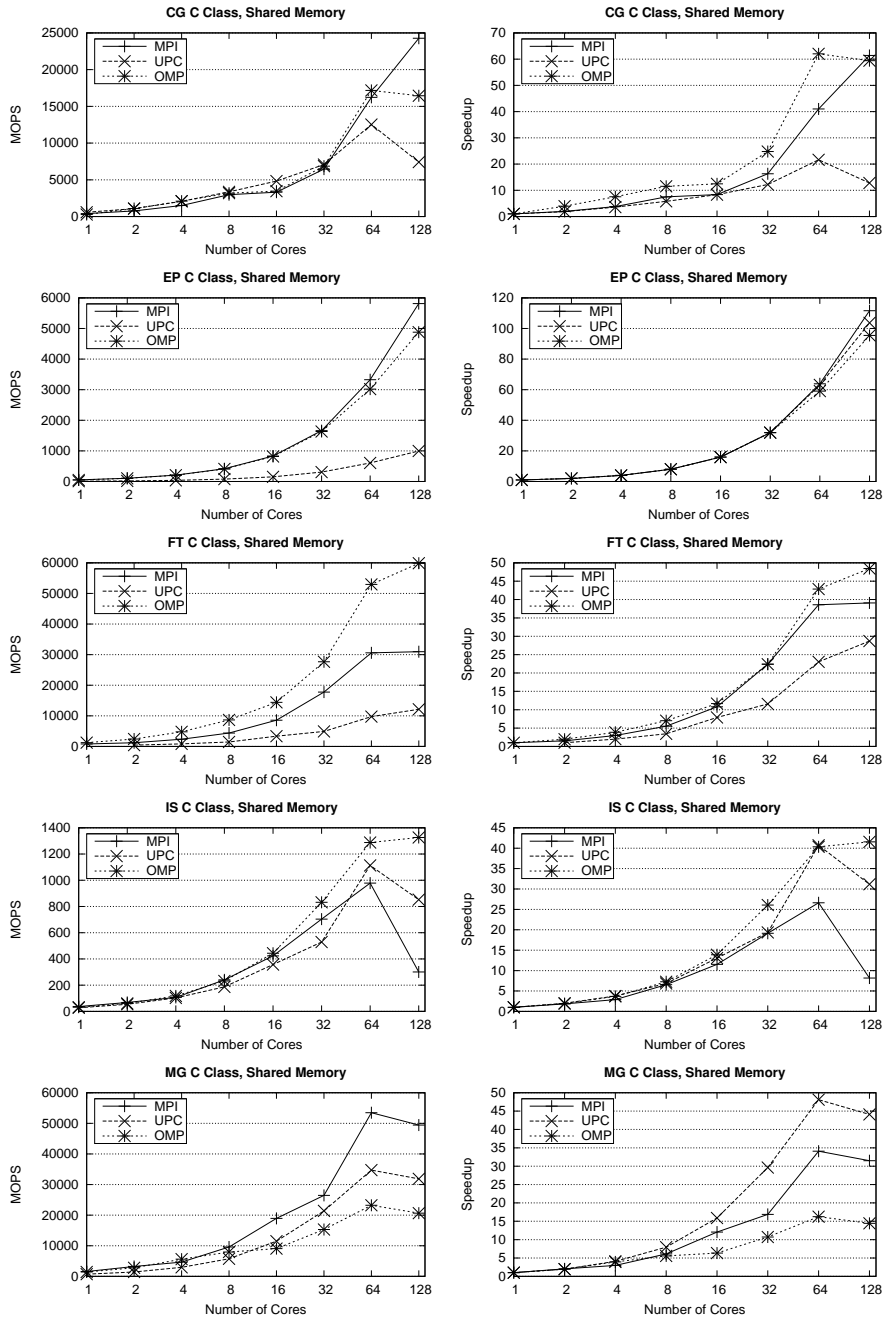 CG C Class, Shared Memory
MOPS
25000
20000
15000
10000
5000
0
MPI
UPC
OMP
1 2 4 8 16 32 64 128
Number of Cores
CG C Class, Shared Memory
Speedup
70
60
50
40
30
20
10
0
MPI
UPC
OMP
1 2 4 8 16 32 64 128
Number of Cores
EP C Class, Shared Memory
MOPS
6000
5000
4000
3000
2000
1000
0
MPI
UPC
OMP
1 2 4 8 16 32 64 128
Number of Cores
EP C Class, Shared Memory
Speedup
120
100
80
60
40
20
0
MPI
UPC
OMP
1 2 4 8 16 32 64 128
Number of Cores
FT C Class, Shared Memory
MOPS
60000
50000
40000
30000
20000
10000
0
MPI
UPC
OMP
1 2 4 8 16 32 64 128
Number of Cores
FT C Class, Shared Memory
Speedup
50
45
40
35
30
25
20
15
10
5
0
MPI
UPC
OMP
1 2 4 8 16 32 64 128
Number of Cores
IS C Class, Shared Memory
MOPS
1400
1200
1000
800
600
400
200
0
MPI
UPC
OMP
1 2 4 8 16 32 64 128
Number of Cores
IS C Class, Shared Memory
Speedup
45
40
35
30
25
20
15
10
5
0
MPI
UPC
OMP
1 2 4 8 16 32 64 128
Number of Cores
MG C Class, Shared Memory
MOPS
60000
50000
40000
30000
20000
10000
0
MPI
UPC
OMP
1 2 4 8 16 32 64 128
Number of Cores
MG C Class, Shared Memory
Speedup
50
45
40
35
30
25
20
15
10
5
0
MPI
UPC
OMP
1 2 4 8 16 32 64 128
Number of Cores